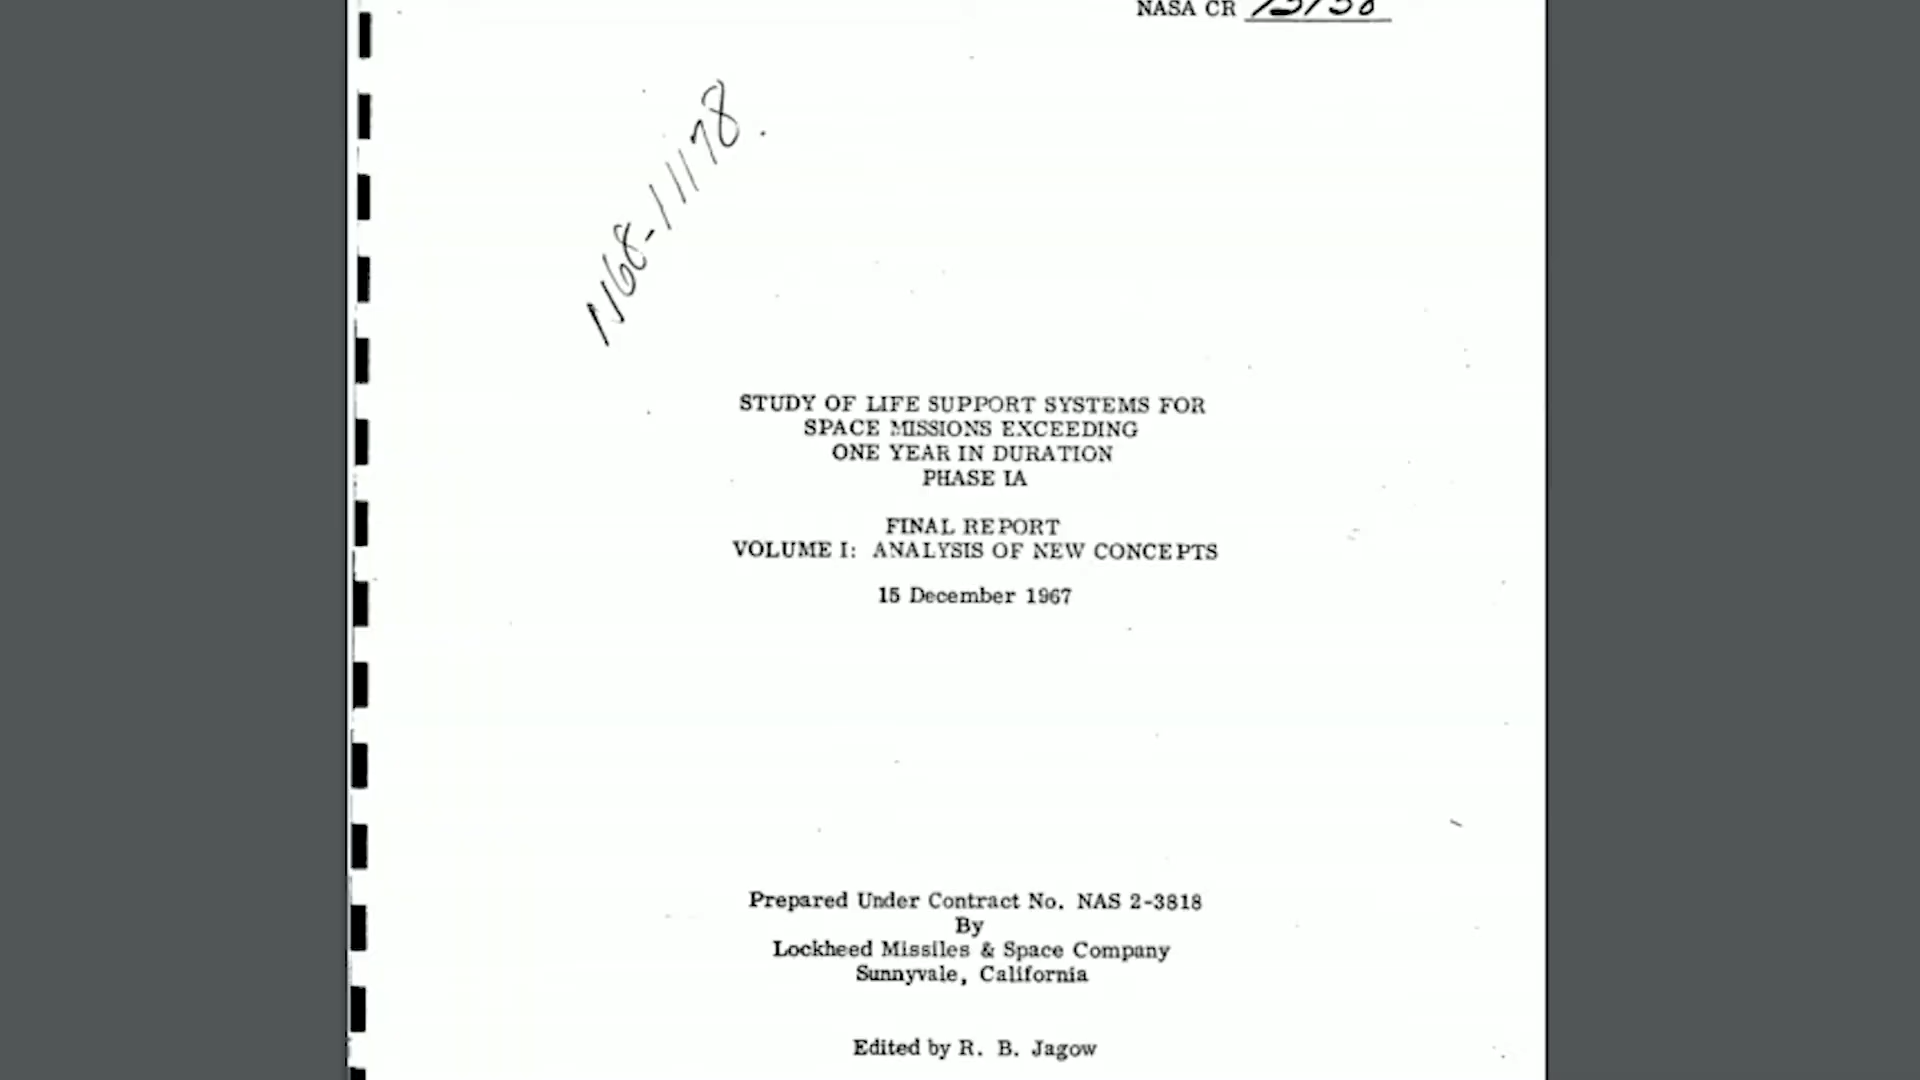 NASA CR 73158
N68-11178.
STUDY OF LIFE SUPPORT SYSTEMS FOR
SPACE MISSIONS EXCEEDING
ONE YEAR IN DURATION
PHASE IA
FINAL REPORT
VOLUME I: ANALYSIS OF NEW CONCEPTS
15 December 1967
Prepared Under Contract No. NAS 2-3818
By
Lockheed Missiles & Space Company
Sunnyvale, California
Edited by R. B. Jagow